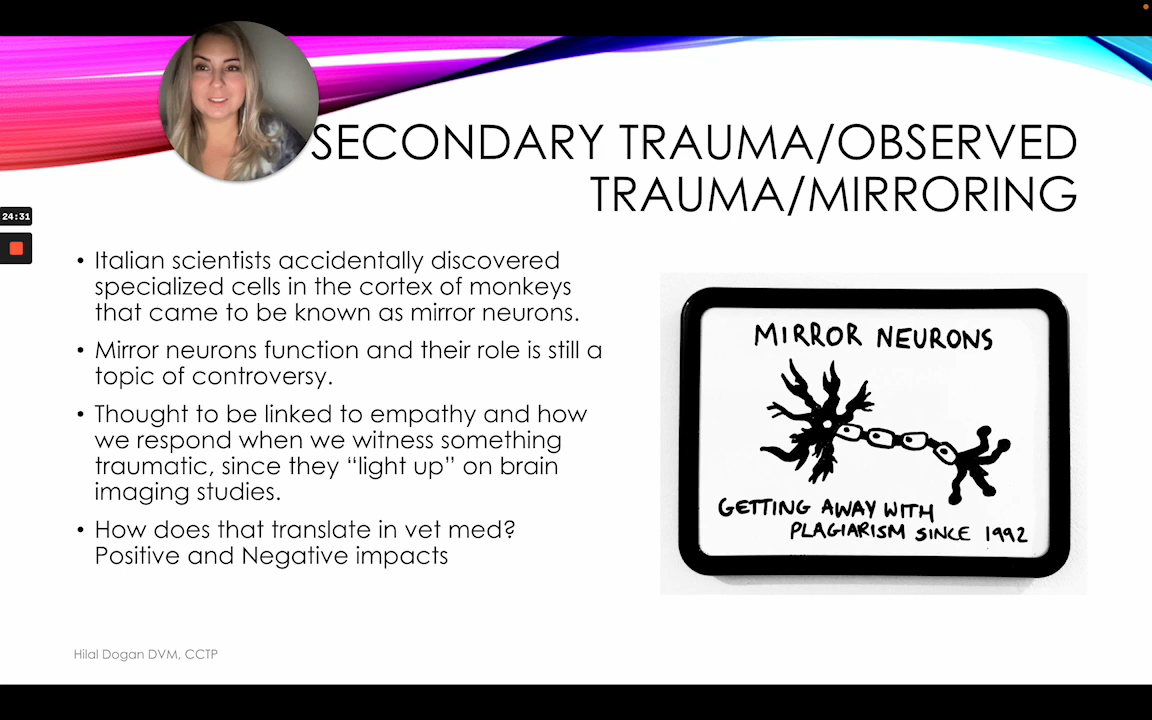 SECONDARY TRAUMA/OBSERVED
TRAUMA/MIRRORING
24:31
• Italian scientists accidentally discovered
specialized cells in the cortex of monkeys
that came to be known as mirror neurons.
• Mirror neurons function and their role is still a
topic of controversy.
• Thought to be linked to empathy and how
we respond when we witness something
traumatic, since they “light up” on brain
imaging studies.
• How does that translate in vet med?
Positive and Negative impacts
MIRROR NEURONS
GETTING AWAY WITH
PLAGIARISM SINCE 1992
Hilal Dogan DVM, CCTP